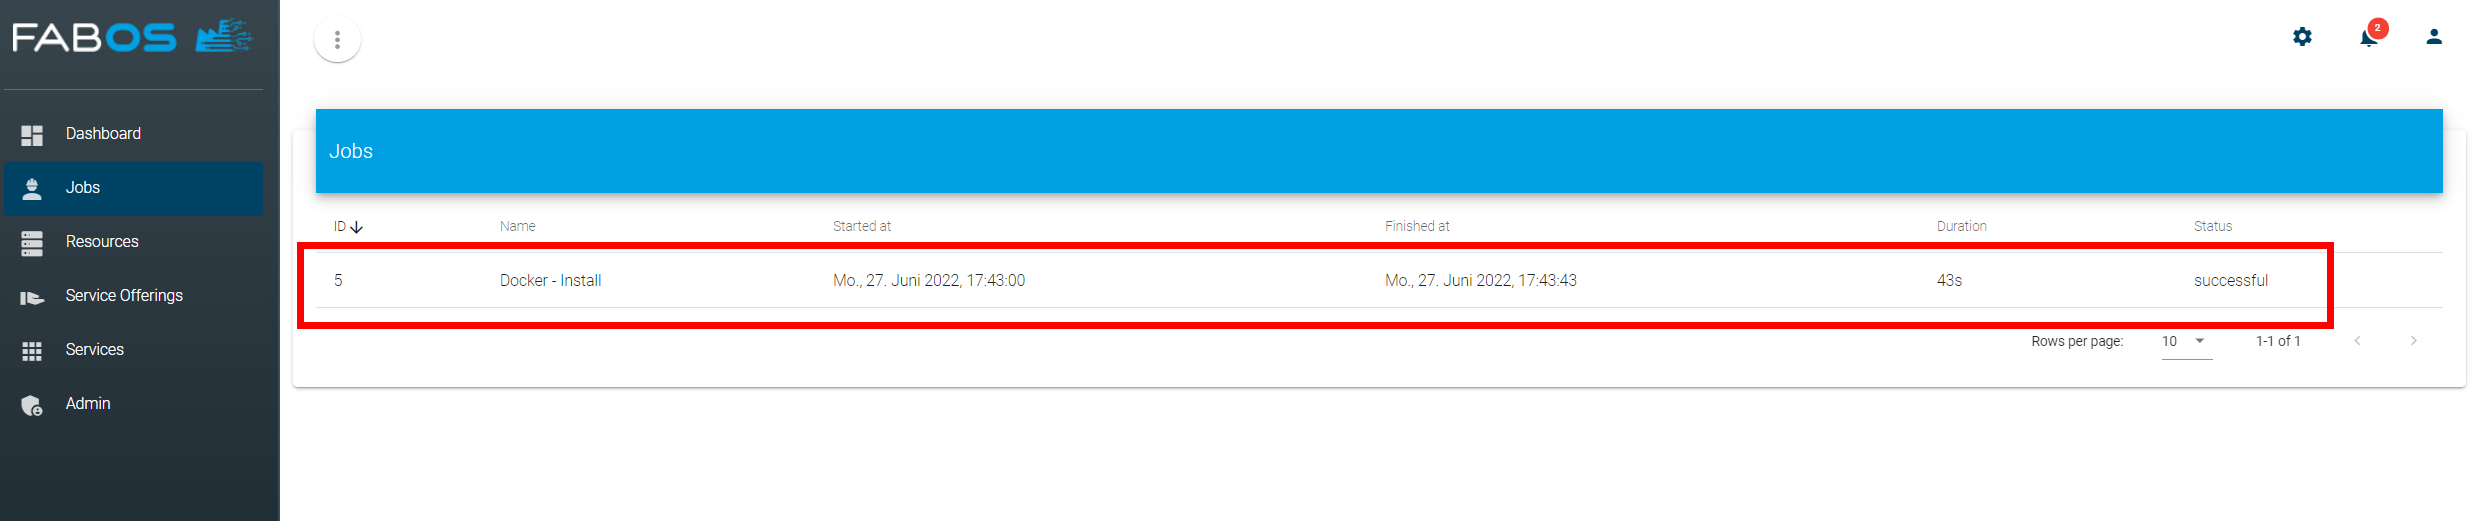 FABOS
2
Dashboard
Jobs
Resources
Service Offerings
Services
Admin
Jobs
ID Name Started at Finished at Duration Status
5 Docker - Install Mo., 27. Juni 2022, 17:43:00 Mo., 27. Juni 2022, 17:43:43 43s successful
Rows per page: 10 1-1 of 1